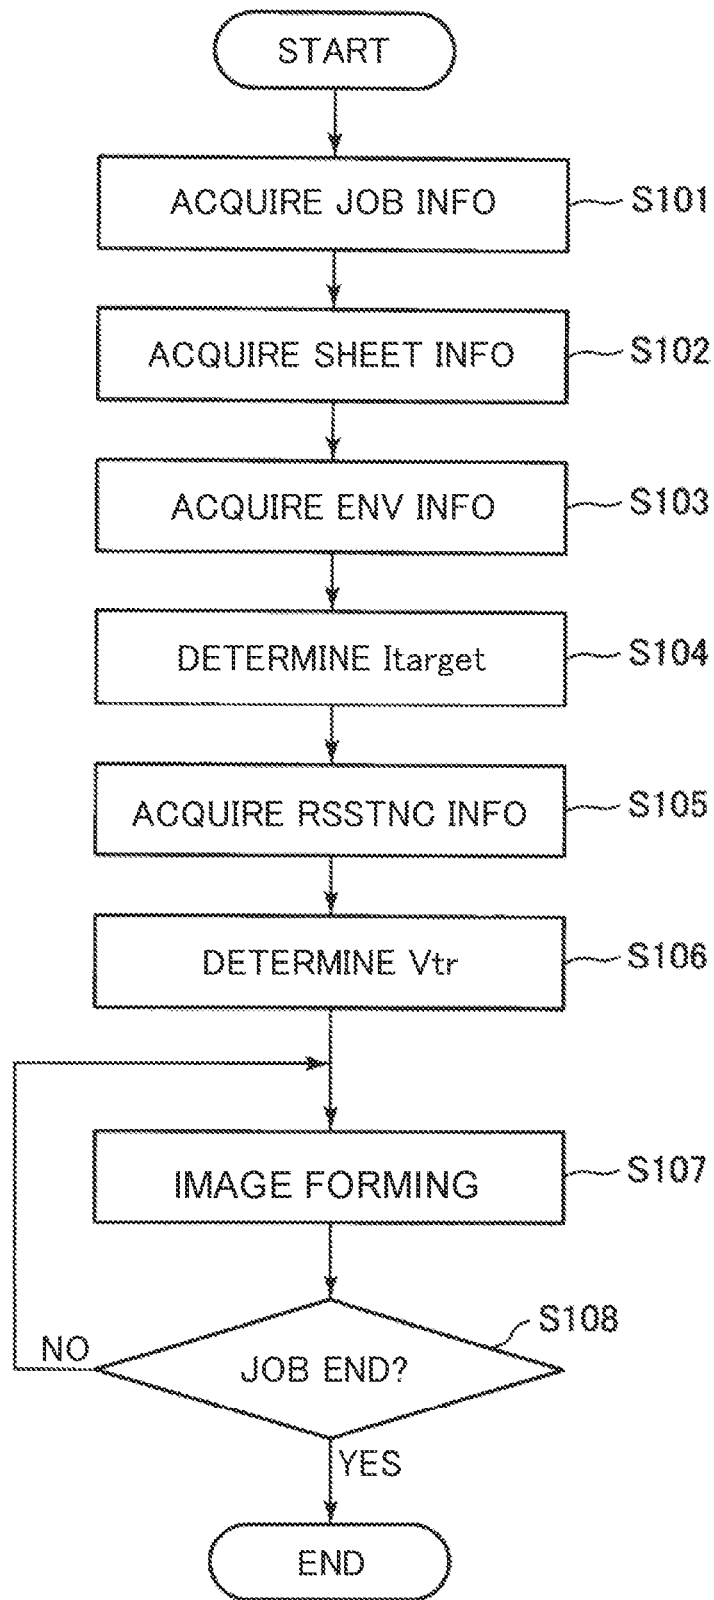 START
ACQUIRE JOB INFO
S101
ACQUIRE SHEET INFO
S102
ACQUIRE ENV INFO
S103
DETERMINE Itarget
S104
ACQUIRE RSSTNC INFO
S105
DETERMINE Vtr
S106
IMAGE FORMING
S107
S108
NO
JOB END?
YES
END